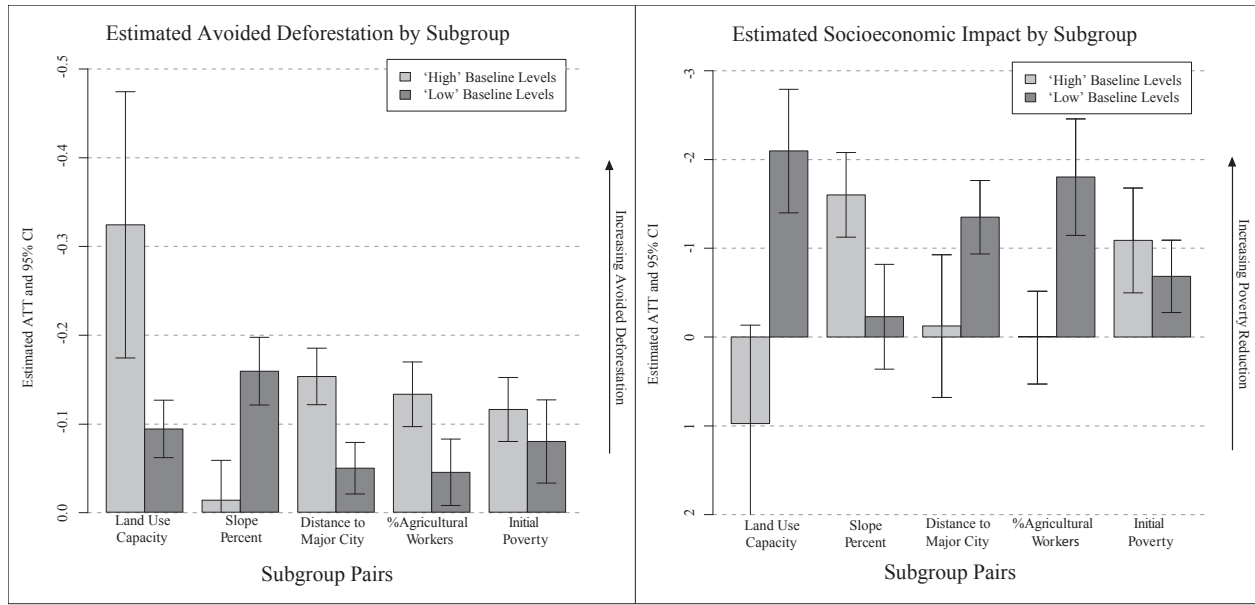 Estimated Avoided Deforestation by Subgroup
-0.5
-0.4
-0.3
-0.2
-0.1
0.0
Estimated ATT and 95% CI
'High' Baseline Levels
'Low' Baseline Levels
Increasing Avoided Deforestation
Land Use
Capacity
Slope
Percent
Distance to
Major City
%Agricultural
Workers
Initial
Poverty
Subgroup Pairs
Estimated Socioeconomic Impact by Subgroup
-3
-2
-1
0
1
2
Estimated ATT and 95% CI
'High' Baseline Levels
'Low' Baseline Levels
Increasing Poverty Reduction
Land Use
Capacity
Slope
Percent
Distance to
Major City
%Agricultural
Workers
Initial
Poverty
Subgroup Pairs